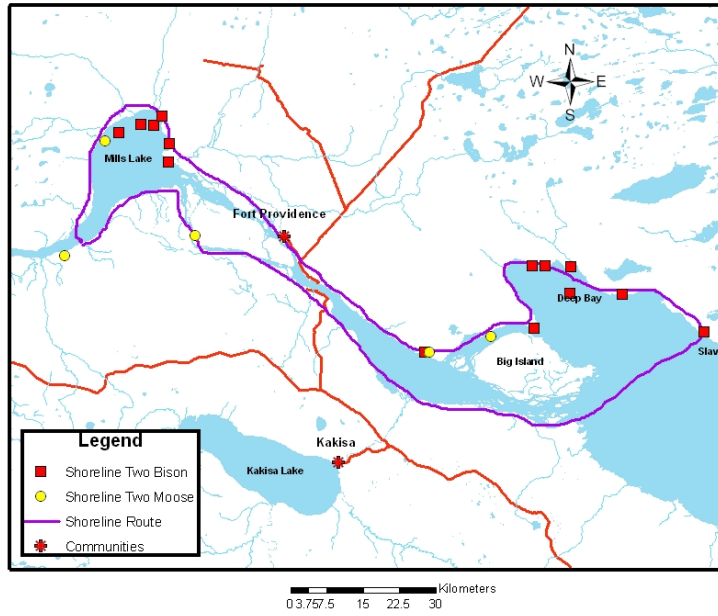 N
W E
S
Mills Lake
Fort Providence
Deep Bay
Slav
Big Island
Kakisa
Kakisa Lake
Legend
Shoreline Two Bison
Shoreline Two Moose
Shoreline Route
Communities
Kilometers
0 3.757.5 15 22.5 30